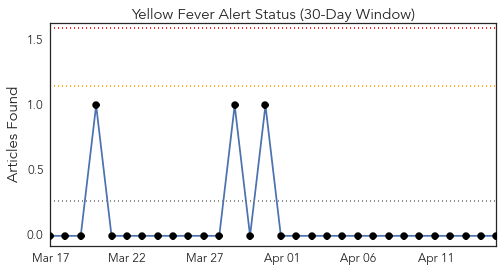 Yellow Fever Alert Status (30-Day Window)
Articles Found
1.5
1.0
0.5
0.0
Mar 17 Mar 22 Mar 27 Apr 01 Apr 06 Apr 11